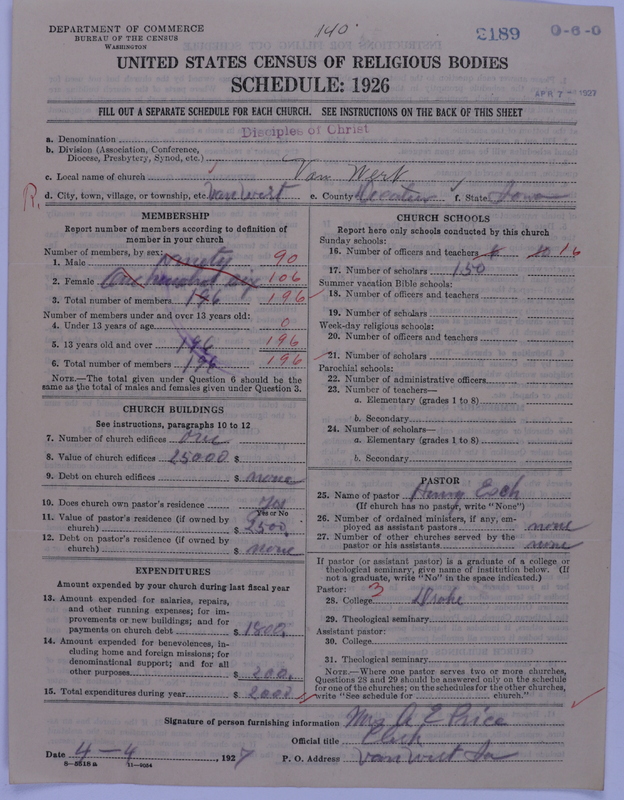 DEPARTMENT OF COMMERCE
BUREAU OF THE CENSUS
WASHINGTON
140
2189
0-6-0
UNITED STATES CENSUS OF RELIGIOUS BODIES
SCHEDULE: 1926
APR 7 1927
FILL OUT A SEPARATE SCHEDULE FOR EACH CHURCH. SEE INSTRUCTIONS ON THE BACK OF THIS SHEET
a. Denomination Disciples of Christ
b. Division (Association, Conference,
Diocese, Presbytery, Synod, etc.)
c. Local name of church Van Wert
R. d. City, town, village, or township, etc. Van Wert e. County Decatur f. State Iowa
MEMBERSHIP
Report number of members according to definition of
member in your church
Number of members, by sex:
1. Male ninety 90
2. Female One hundred six 106
3. Total number of members 196 196
Number of members under and over 13 years old:
4. Under 13 years of age 0
5. 13 years old and over 196 196
6. Total number of members 196 196
NOTE.—The total given under Question 6 should be the
same as the total of males and females given under Question 3.
CHURCH BUILDINGS
See instructions, paragraphs 10 to 12
7. Number of church edifices one
8. Value of church edifices 25000 $
9. Debt on church edifices $ none
10. Does church own pastor's residence Yes
Yes or No
11. Value of pastor's residence (if owned by
church) $ 2500.
12. Debt on pastor's residence (if owned by
church) $ none
EXPENDITURES
Amount expended by your church during last fiscal year
13. Amount expended for salaries, repairs,
and other running expenses; for im-
provements or new buildings; and for
payments on church debt $ 1800.
14. Amount expended for benevolences, in-
cluding home and foreign missions; for
denominational support; and for all
other purposes $ 200.
15. Total expenditures during year $ 2000
CHURCH SCHOOLS
Report here only schools conducted by this church
Sunday schools:
16. Number of officers and teachers 16
17. Number of scholars 150
Summer vacation Bible schools:
18. Number of officers and teachers
19. Number of scholars
Week-day religious schools:
20. Number of officers and teachers
21. Number of scholars
Parochial schools:
22. Number of administrative officers
23. Number of teachers—
a. Elementary (grades 1 to 8)
b. Secondary
24. Number of scholars—
a. Elementary (grades 1 to 8)
b. Secondary
PASTOR
25. Name of pastor Henry Esch
(If church has no pastor, write "None")
26. Number of ordained ministers, if any, em-
ployed as assistant pastors none
27. Number of other churches served by the
pastor or his assistants none
If pastor (or assistant pastor) is a graduate of a college or
theological seminary, give name of institution below. (If
not a graduate, write "No" in the space indicated.)
Pastor:
28. College 3 Drake
29. Theological seminary
Assistant pastor:
30. College
31. Theological seminary
NOTE.—Where one pastor serves two or more churches,
Questions 28 and 29 should be answered only on the schedule
for one of the churches; on the schedules for the other churches,
write "See schedule for church."
Signature of person furnishing information Mrs A E Price
Official title Clerk
Date 4-4 1927 P. O. Address Van Wert Ia
8-5518a 11-9054